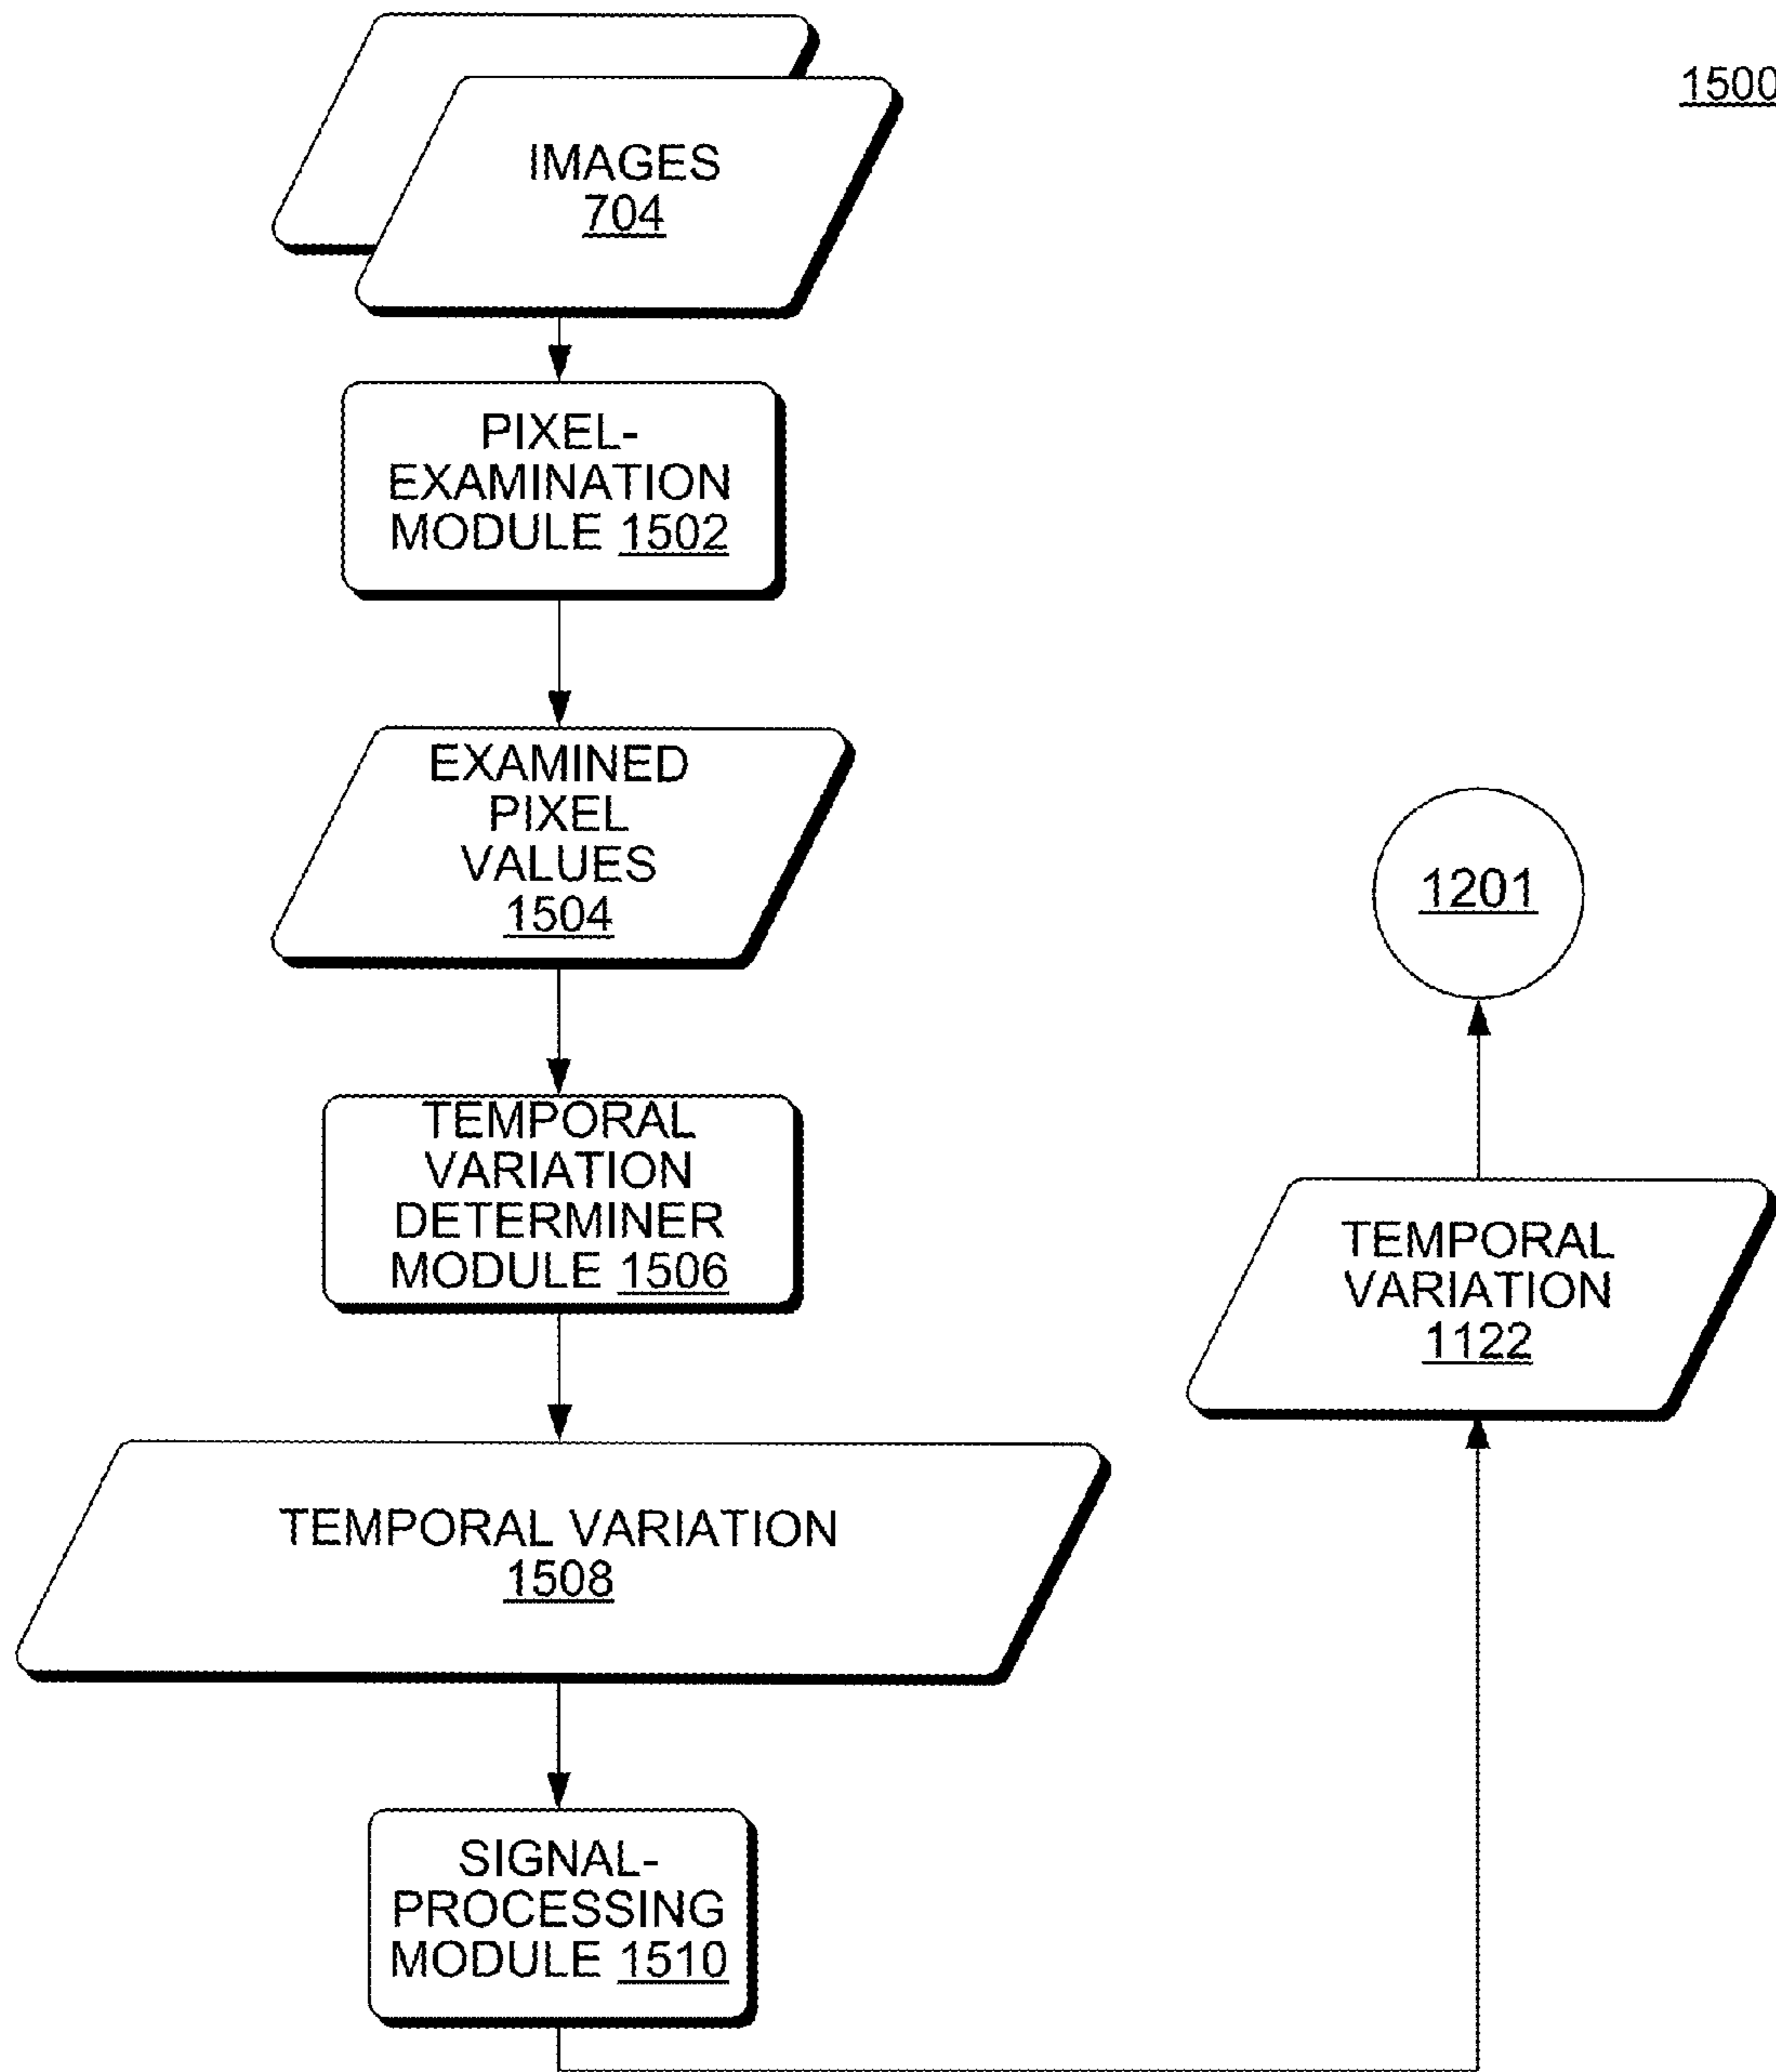 1500
IMAGES
704
PIXEL-
EXAMINATION
MODULE 1502
EXAMINED
PIXEL
VALUES
1504
TEMPORAL
VARIATION
DETERMINER
MODULE 1506
TEMPORAL VARIATION
1508
SIGNAL-
PROCESSING
MODULE 1510
TEMPORAL
VARIATION
1122
1201